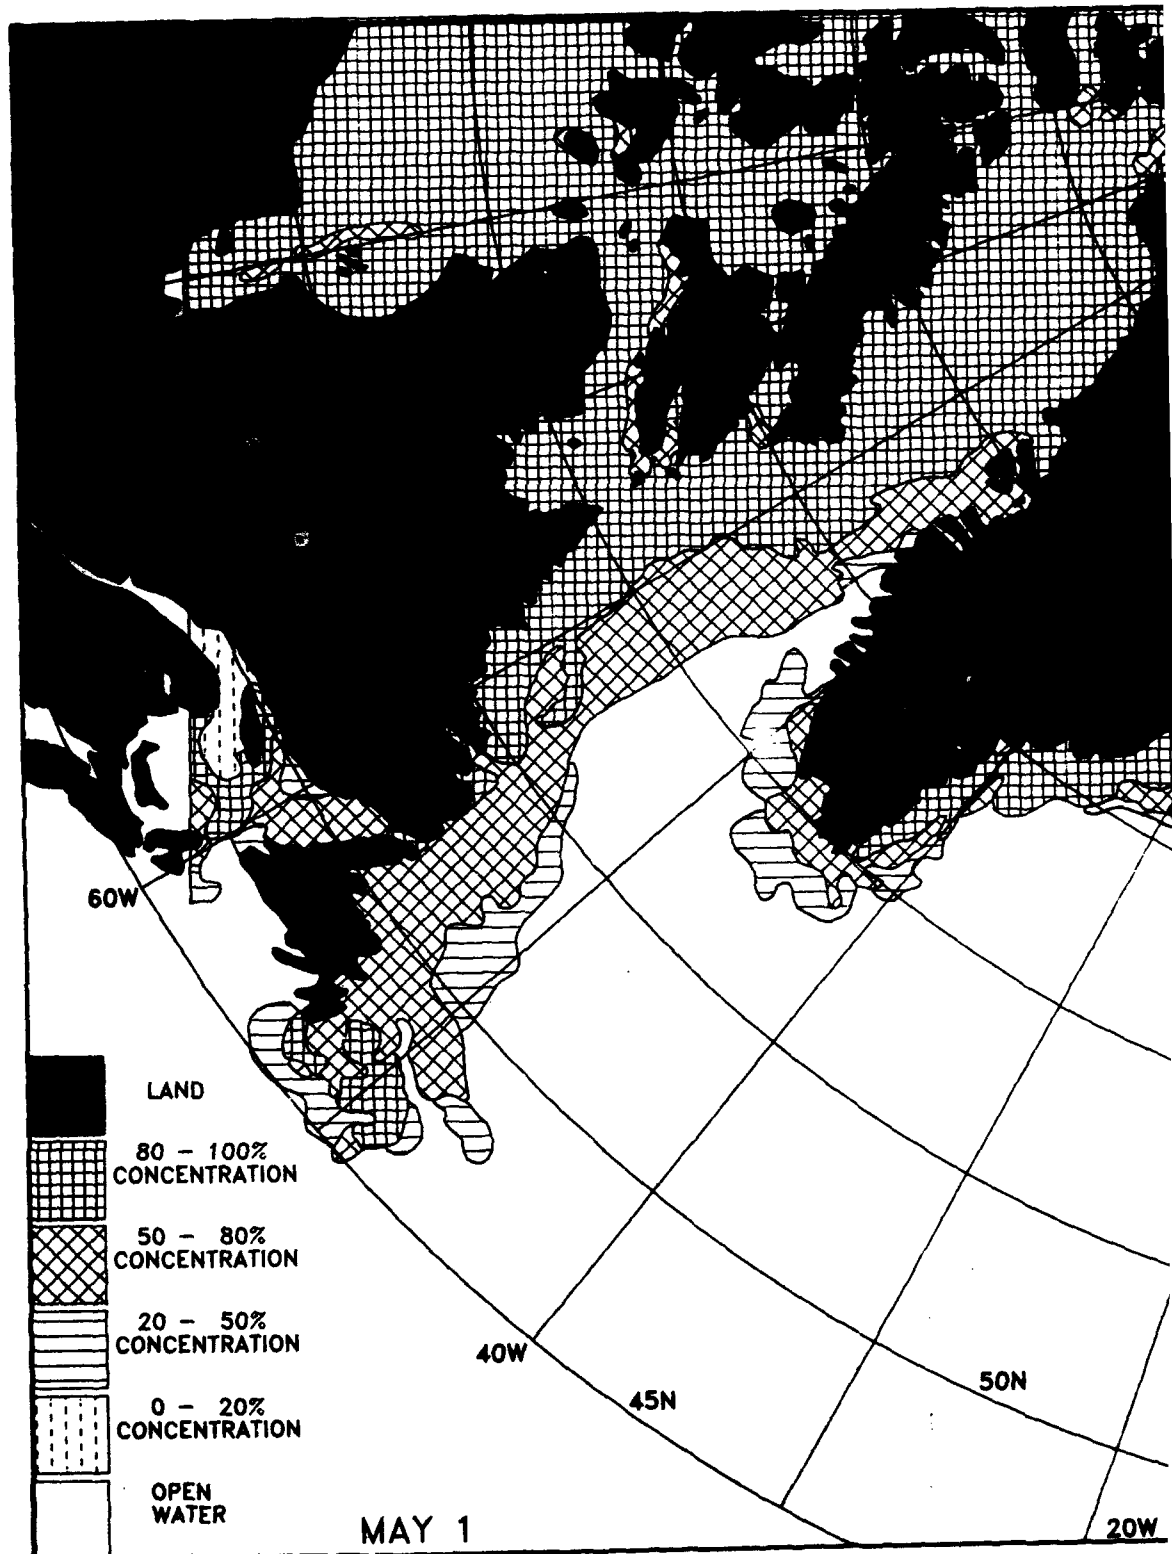 60W
LAND
80 - 100%
CONCENTRATION
50 - 80%
CONCENTRATION
20 - 50%
CONCENTRATION
40W
45N
50N
0 - 20%
CONCENTRATION
OPEN
WATER
MAY 1
20W